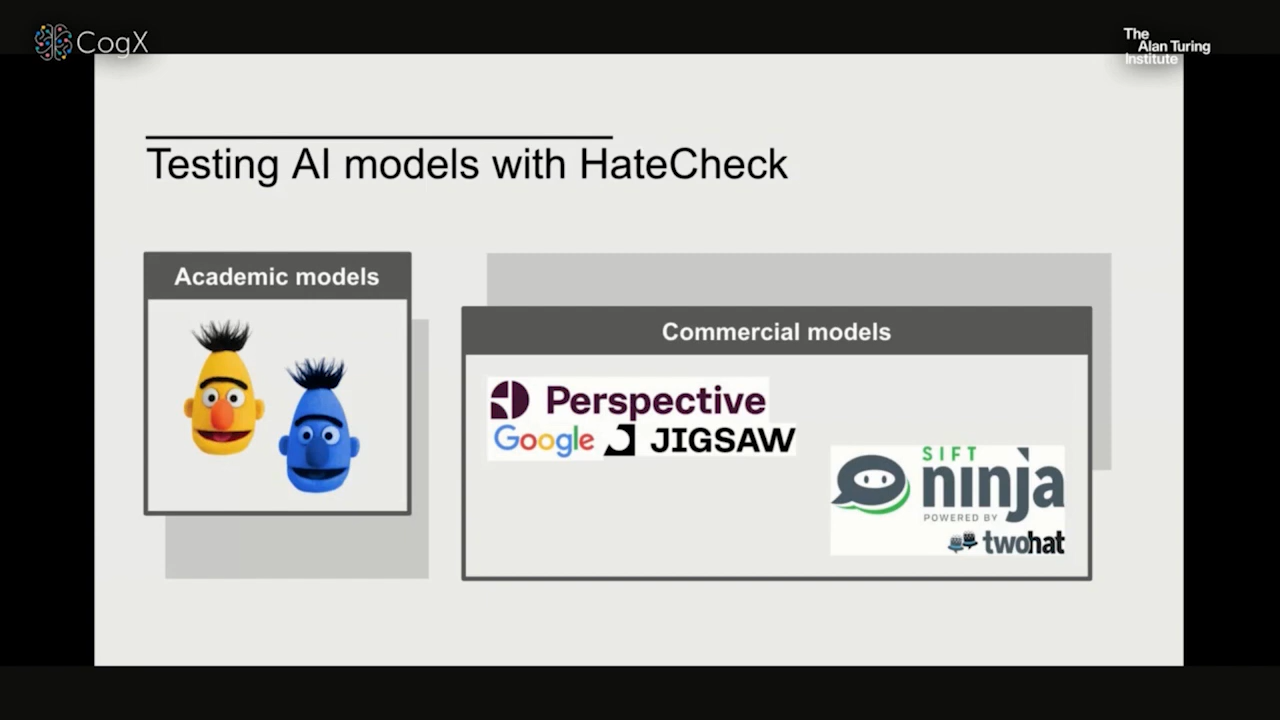 CogX
The
Alan Turing
Institute
Testing AI models with HateCheck
Academic models
Commercial models
Perspective
Google JIGSAW
SIFT
ninja
POWERED BY
twohat